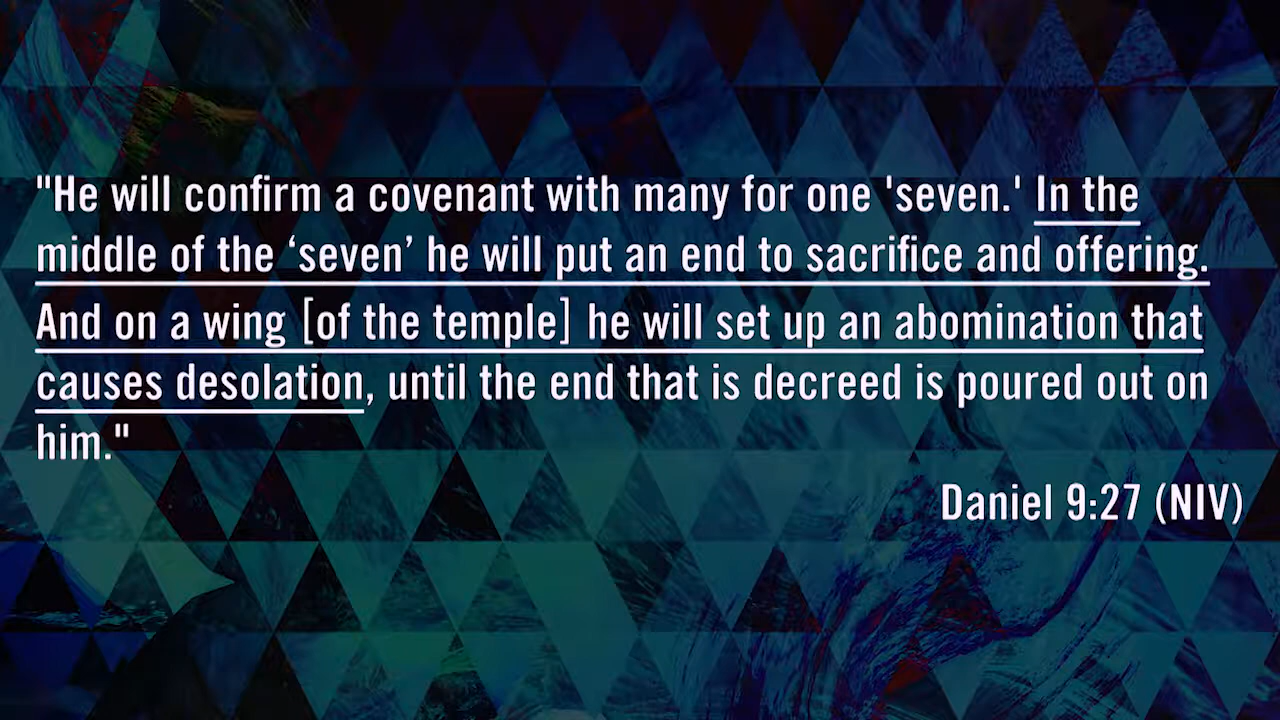 "He will confirm a covenant with many for one 'seven.' In the
middle of the ‘seven’ he will put an end to sacrifice and offering.
And on a wing [of the temple] he will set up an abomination that
causes desolation, until the end that is decreed is poured out on
him."
Daniel 9:27 (NIV)